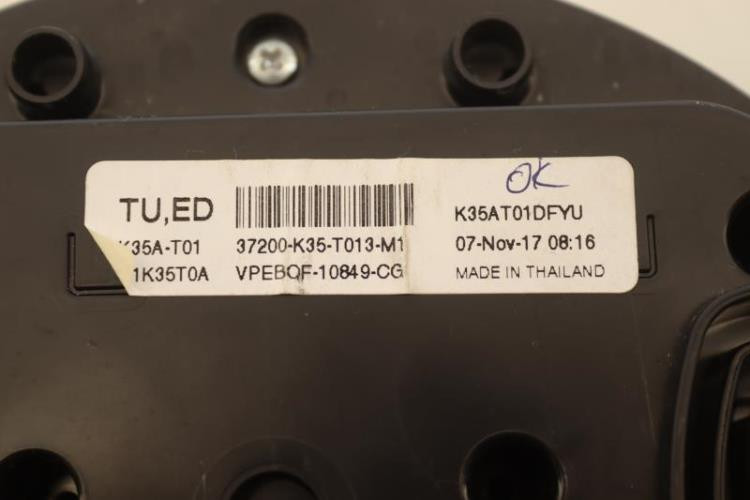 OK
TU,ED
K35AT01DFYU
K35A-T01 37200-K35-T013-M1 07-Nov-17 08:16
1K35T0A VPEBQF-10849-CG MADE IN THAILAND